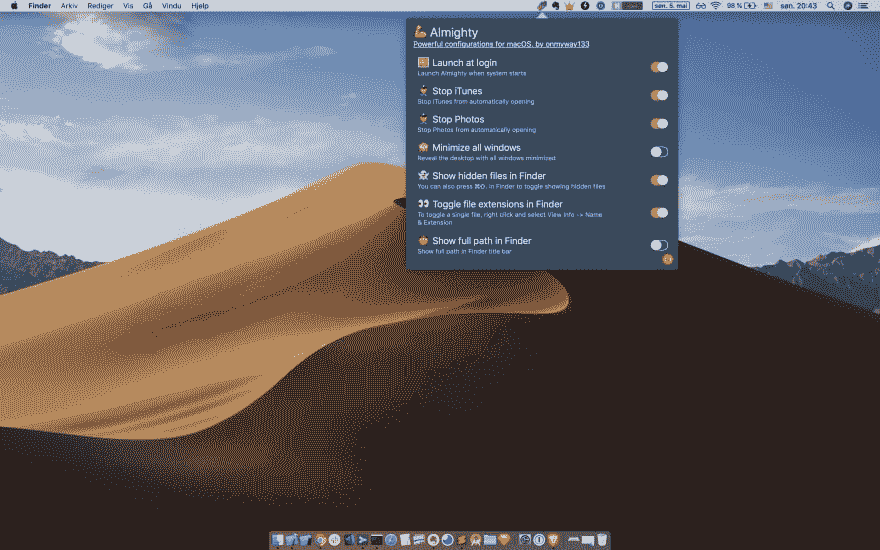 Finder Arkiv Rediger Vis Gå Vindu Hjelp
søn. 5. mai 98 % søn. 20:43
Almighty
Powerful configurations for macOS, by onmyway133
Launch at login
Launch Almighty when system starts
Stop iTunes
Stop iTunes from automatically opening
Stop Photos
Stop Photos from automatically opening
Minimize all windows
Reveal the desktop with all windows minimized
Show hidden files in Finder
You can also press ⌘⇧. in Finder to toggle showing hidden files
Toggle file extensions in Finder
To toggle a single file, right click and select View info -> Name
& Extension
Show full path in Finder
Show full path in Finder title bar